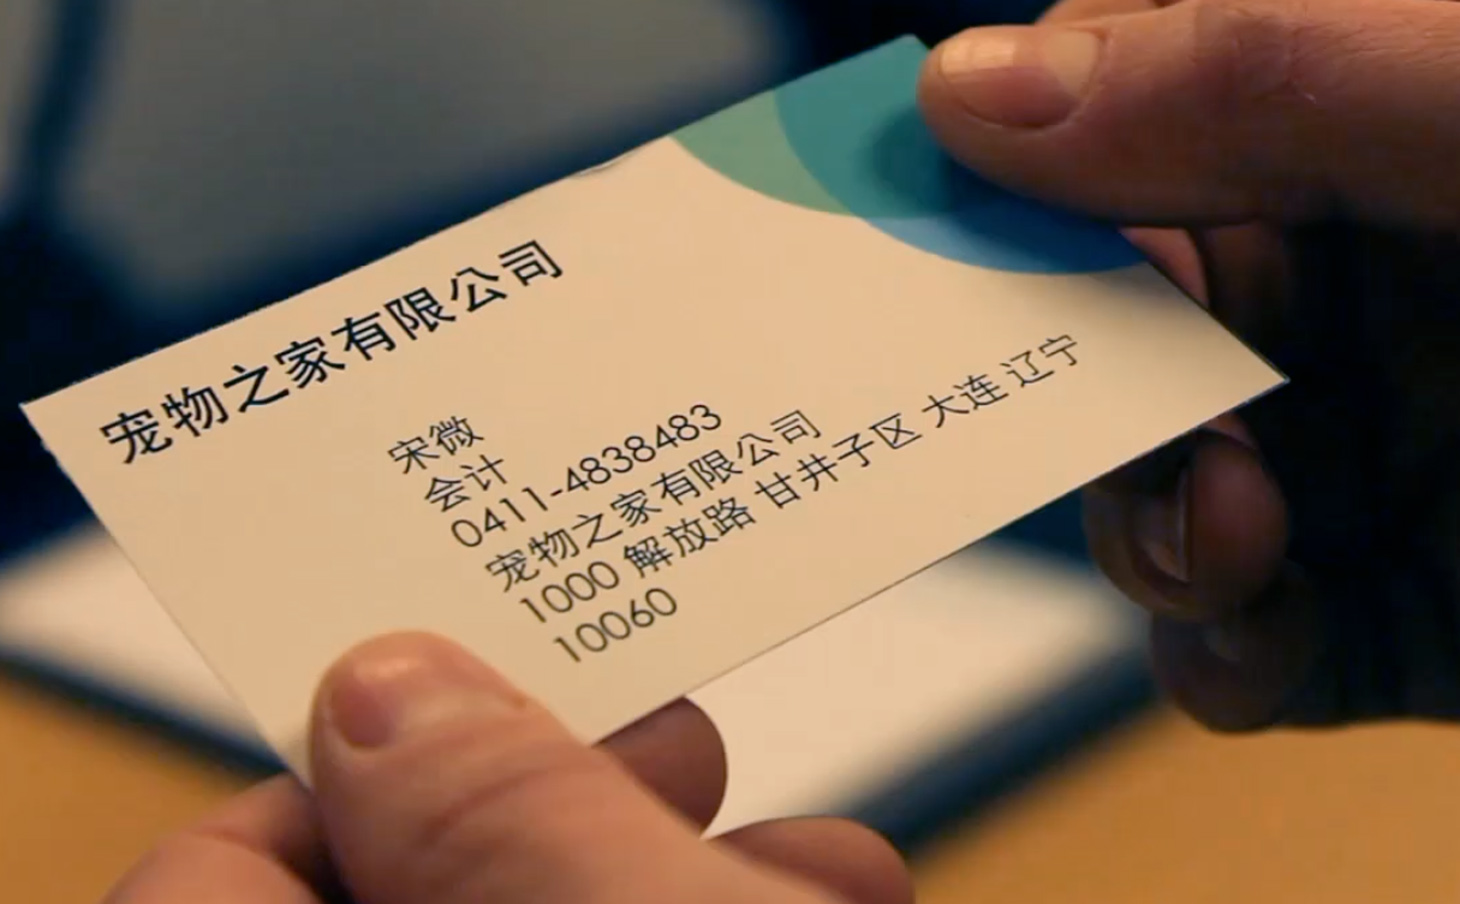 宠物之家有限公司
宋微
会计
0411-4838483
宠物之家有限公司
1000 解放路 甘井子区 大连 辽宁
10060